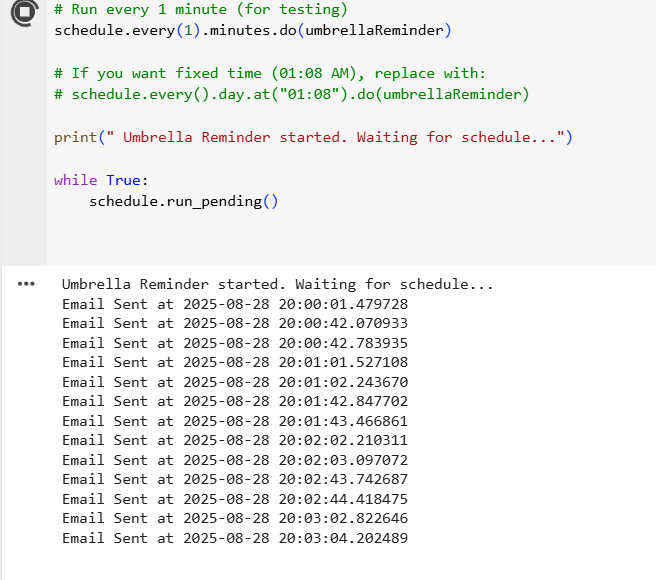 # Run every 1 minute (for testing)
schedule.every(1).minutes.do(umbrellaReminder)
# If you want fixed time (01:08 AM), replace with:
# schedule.every().day.at("01:08").do(umbrellaReminder)
print(" Umbrella Reminder started. Waiting for schedule...")
while True:
    schedule.run_pending()
Umbrella Reminder started. Waiting for schedule...
Email Sent at 2025-08-28 20:00:01.479728
Email Sent at 2025-08-28 20:00:42.070933
Email Sent at 2025-08-28 20:00:42.783935
Email Sent at 2025-08-28 20:01:01.527108
Email Sent at 2025-08-28 20:01:02.243670
Email Sent at 2025-08-28 20:01:42.847702
Email Sent at 2025-08-28 20:01:43.466861
Email Sent at 2025-08-28 20:02:02.210311
Email Sent at 2025-08-28 20:02:03.097072
Email Sent at 2025-08-28 20:02:43.742687
Email Sent at 2025-08-28 20:02:44.418475
Email Sent at 2025-08-28 20:03:02.822646
Email Sent at 2025-08-28 20:03:04.202489